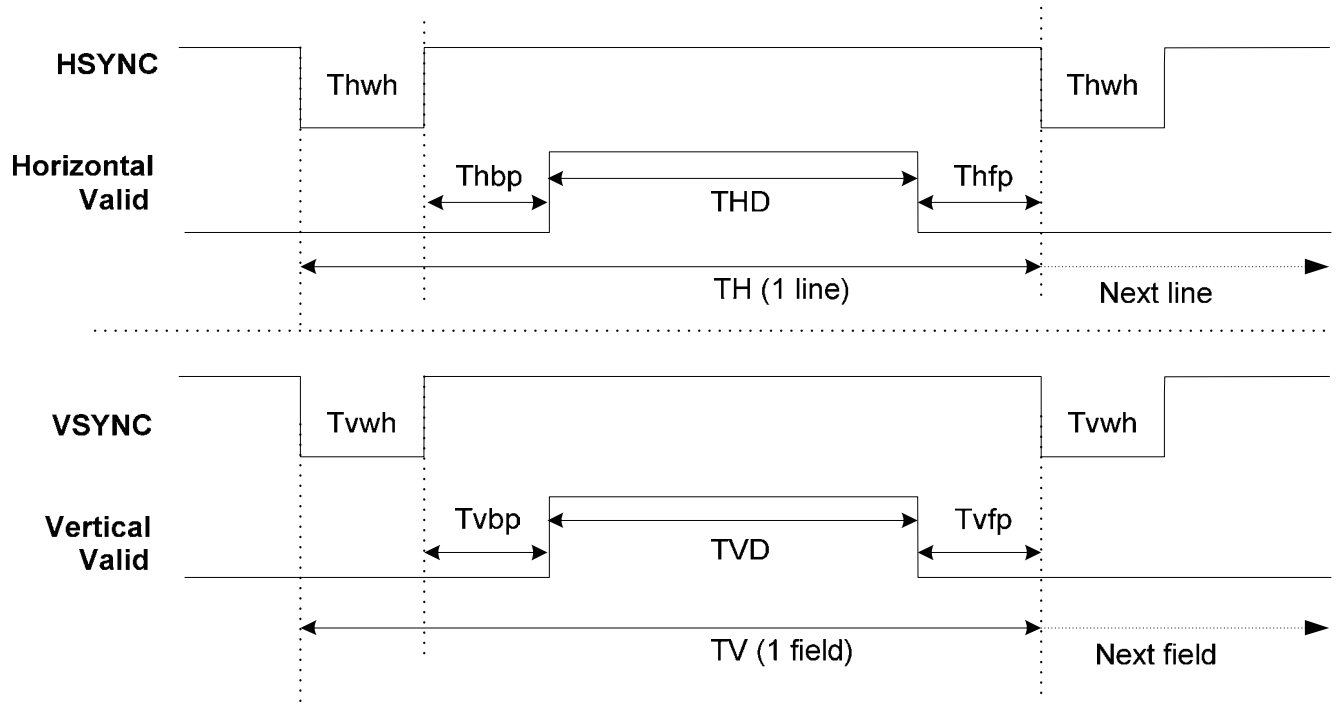 HSYNC
Thwh
Thwh
Horizontal
Valid
Thbp
THD
Thfp
TH (1 line)
Next line
VSYNC
Tvwh
Tvwh
Vertical
Valid
Tvbp
TVD
Tvfp
TV (1 field)
Next field